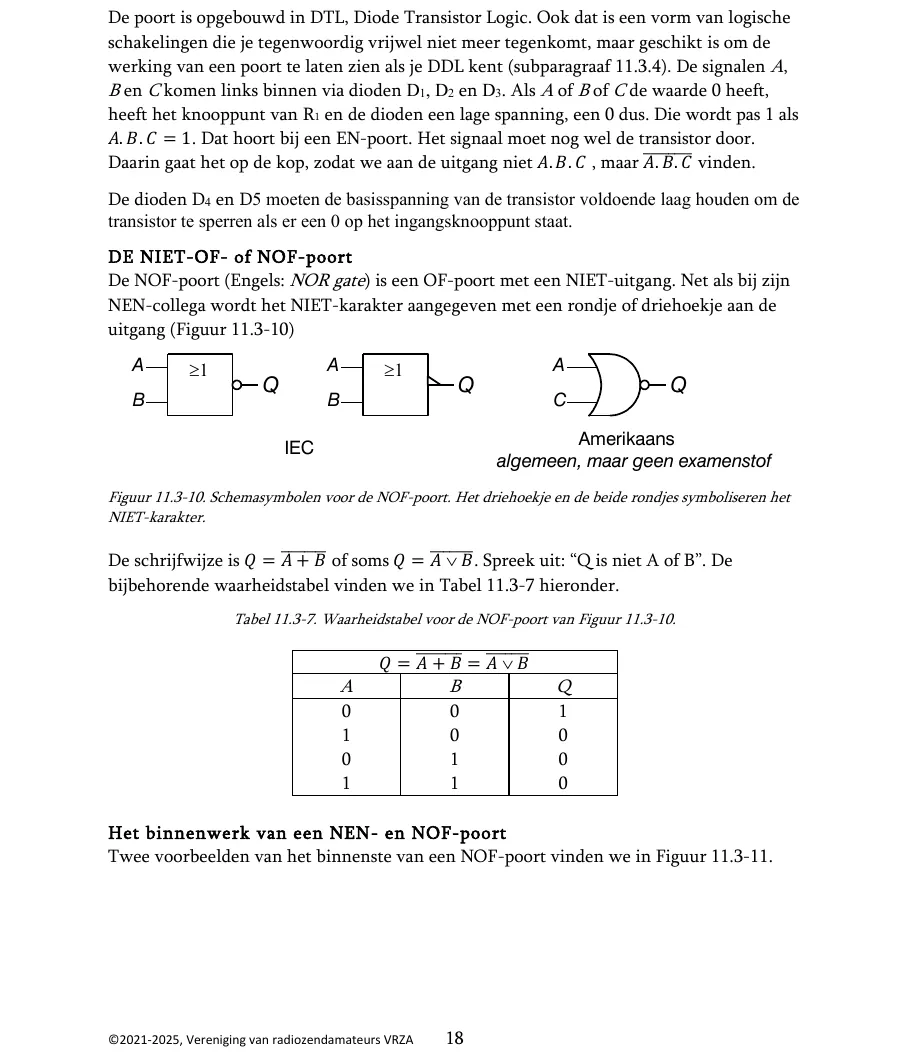 De poort is opgebouwd in DTL, Diode Transistor Logic. Ook dat is een vorm van logische
schakelingen die je tegenwoordig vrijwel niet meer tegenkomt, maar geschikt is om de
werking van een poort te laten zien als je DDL kent (subparagraaf 11.3.4). De signalen A,
B en C komen links binnen via dioden D₁, D₂ en D₃. Als A of B of C de waarde 0 heeft,
heeft het knooppunt van R₁ en de dioden een lage spanning, een 0 dus. Die wordt pas 1 als
A. B. C = 1. Dat hoort bij een EN-poort. Het signaal moet nog wel de transistor door.
Daarin gaat het op de kop, zodat we aan de uitgang niet A. B. C , maar A̅.̅ ̅B̅.̅ ̅C̅ vinden.
De dioden D₄ en D5 moeten de basisspanning van de transistor voldoende laag houden om de
transistor te sperren als er een 0 op het ingangsknooppunt staat.
DE NIET-OF- of NOF-poort
De NOF-poort (Engels: NOR gate) is een OF-poort met een NIET-uitgang. Net als bij zijn
NEN-collega wordt het NIET-karakter aangegeven met een rondje of driehoekje aan de
uitgang (Figuur 11.3-10)
A ≥1 Q B
A ≥1 Q B
A Q C
IEC
Amerikaans
algemeen, maar geen examenstof
Figuur 11.3-10. Schemasymbolen voor de NOF-poort. Het driehoekje en de beide rondjes symboliseren het
NIET-karakter.
De schrijfwijze is Q = A̅ ̅+̅ ̅B̅ of soms Q = A̅ ̅∨̅ ̅B̅. Spreek uit: “Q is niet A of B”. De
bijbehorende waarheidstabel vinden we in Tabel 11.3-7 hieronder.
Tabel 11.3-7. Waarheidstabel voor de NOF-poort van Figuur 11.3-10.
Q = A̅ ̅+̅ ̅B̅ = A̅ ̅∨̅ ̅B̅
A B Q
0 0 1
1 0 0
0 1 0
1 1 0
Het binnenwerk van een NEN- en NOF-poort
Twee voorbeelden van het binnenste van een NOF-poort vinden we in Figuur 11.3-11.
©2021-2025, Vereniging van radiozendamateurs VRZA 18